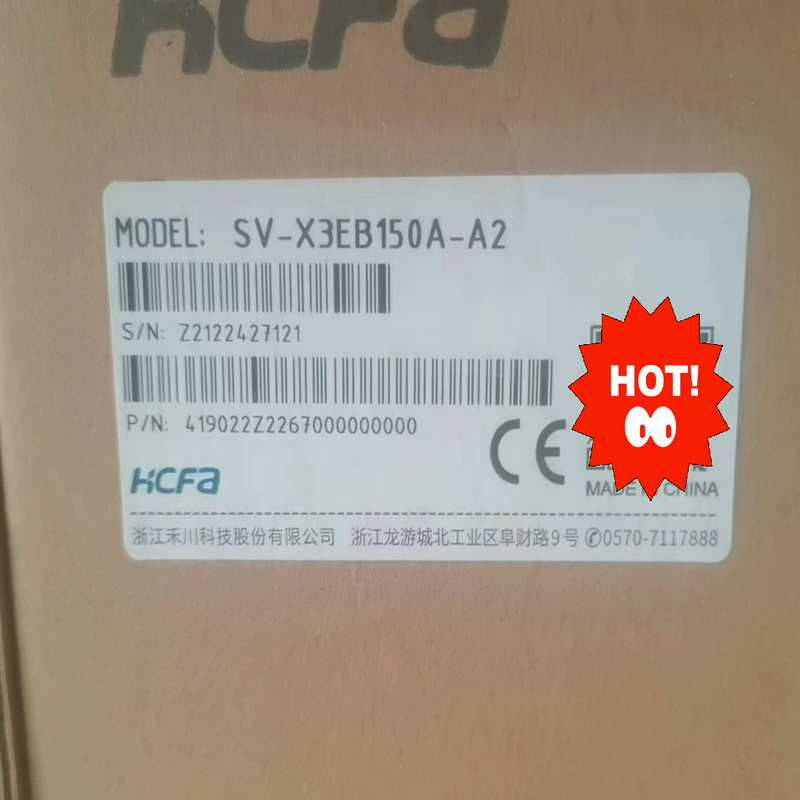 HCFA
MODEL: SV-X3EB150A-A2
S/N: Z2122427121
P/N: 419022Z2267000000000
CE
HOT!
HCFA
MADE IN CHINA
浙江禾川科技股份有限公司 浙江龙游城北工业区阜财路9号 ✆0570-7117888